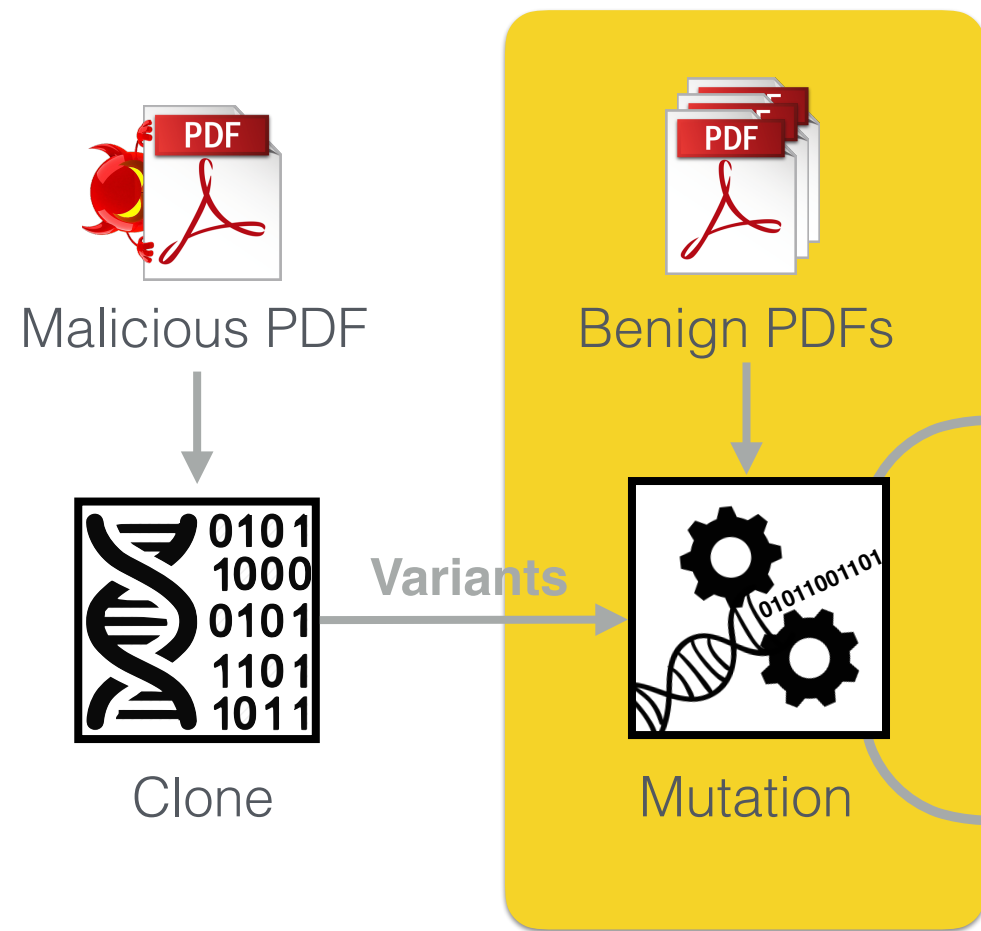 PDF
PDF
Malicious PDF
Benign PDFs
0101
1000
0101
1101
1011
Variants
01011001101
Clone
Mutation